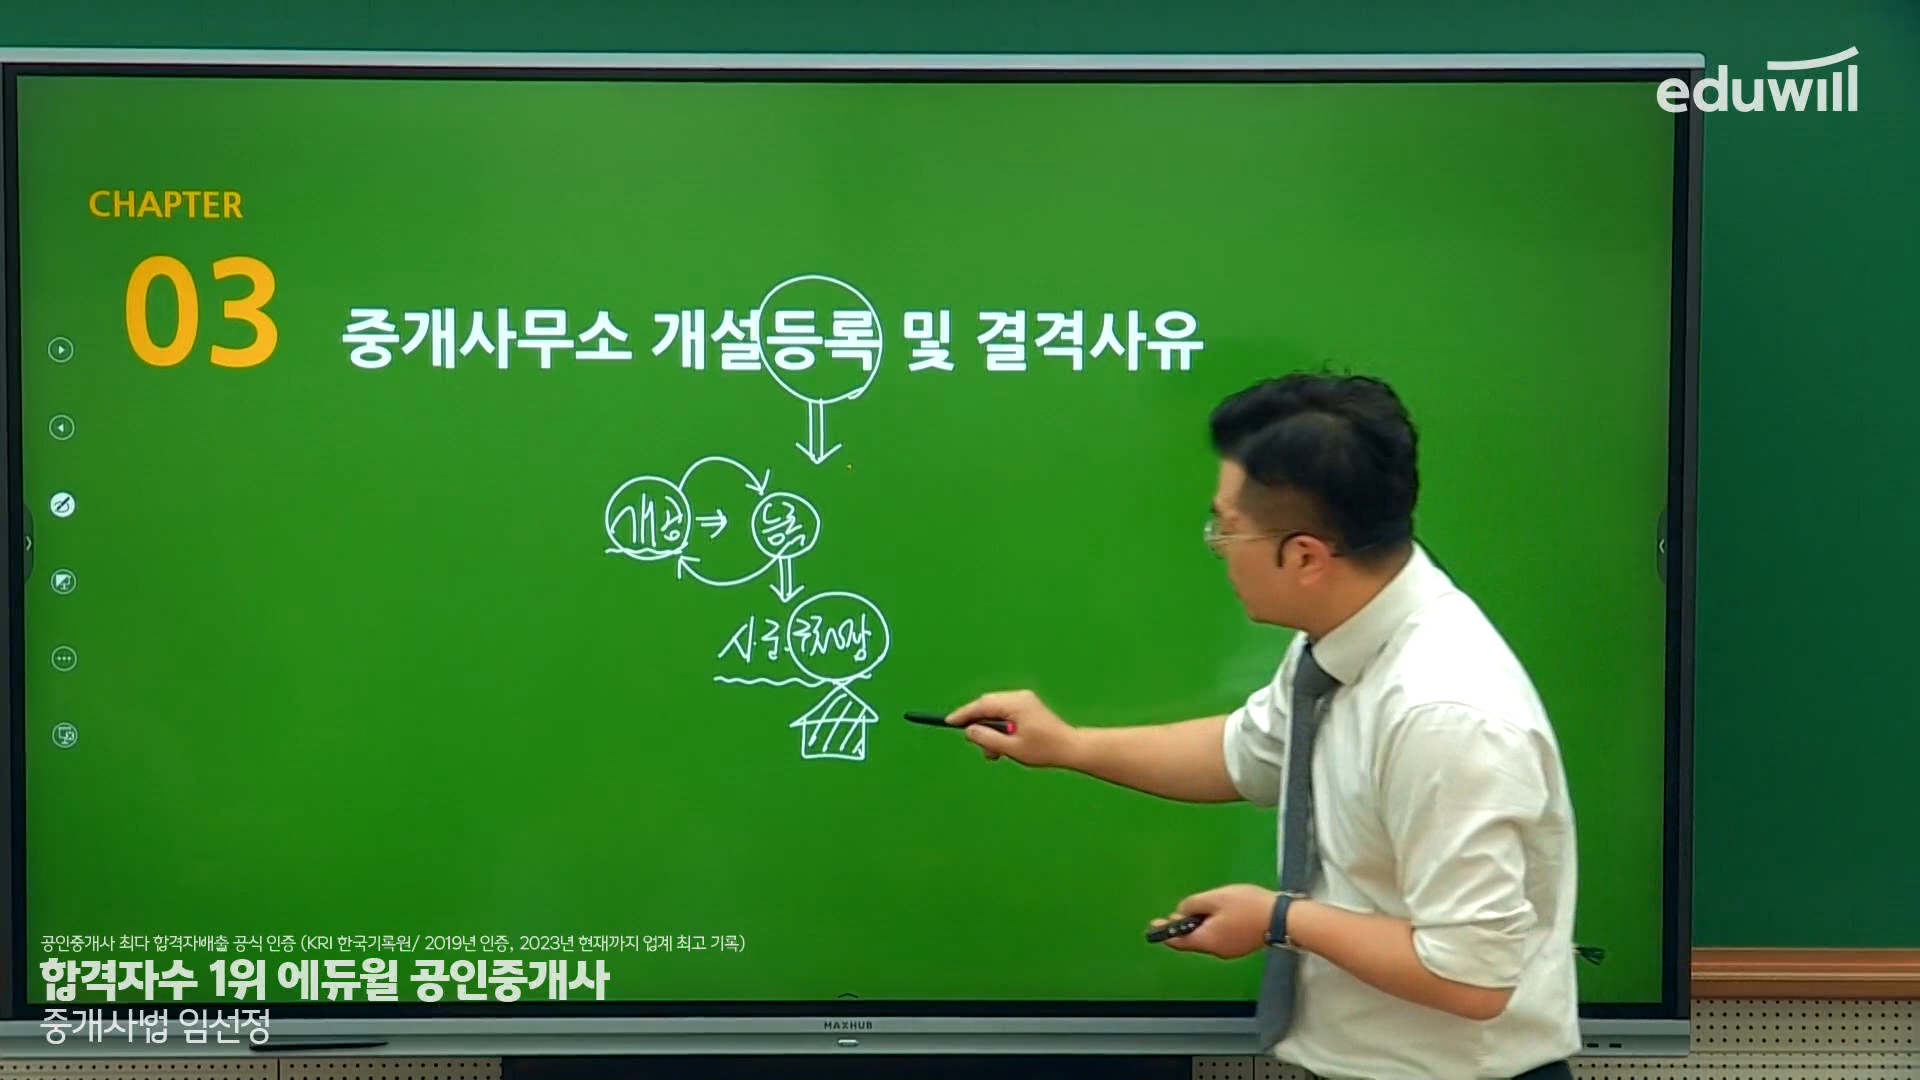 eduwill
CHAPTER
03
중개사무소 개설등록 및 결격사유
개공 ⇒ 등록
시·군·구청장
공인중개사 최다 합격자배출 공식 인증 (KRI 한국기록원/ 2019년 인증, 2023년 현재까지 업계 최고 기록)
합격자수 1위 에듀윌 공인중개사
중개사법 임선정
MAXHUB